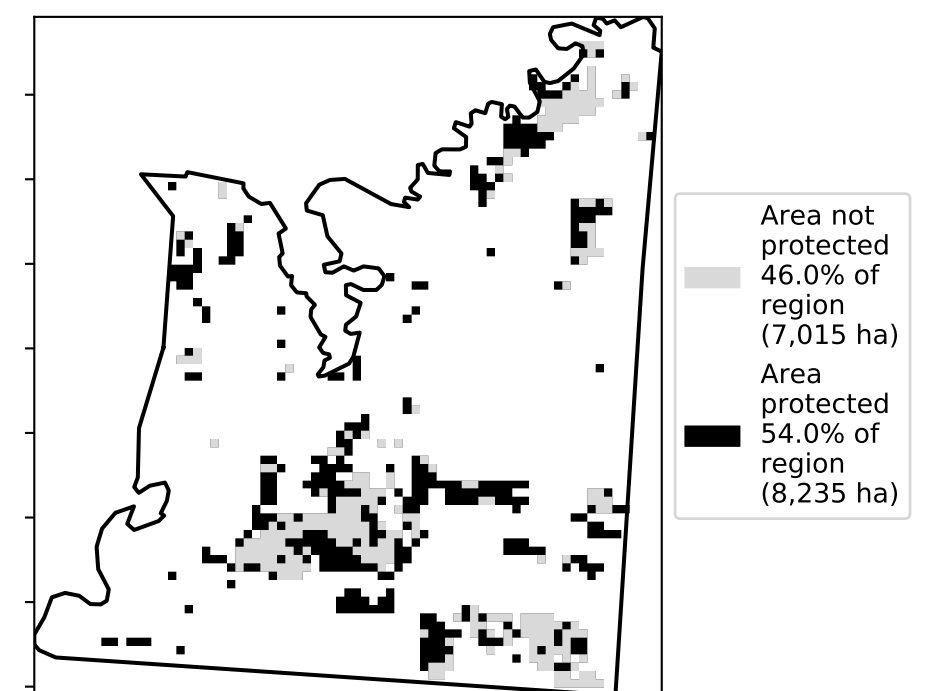 Area not
protected
46.0% of
region
(7,015 ha)
Area
protected
54.0% of
region
(8,235 ha)